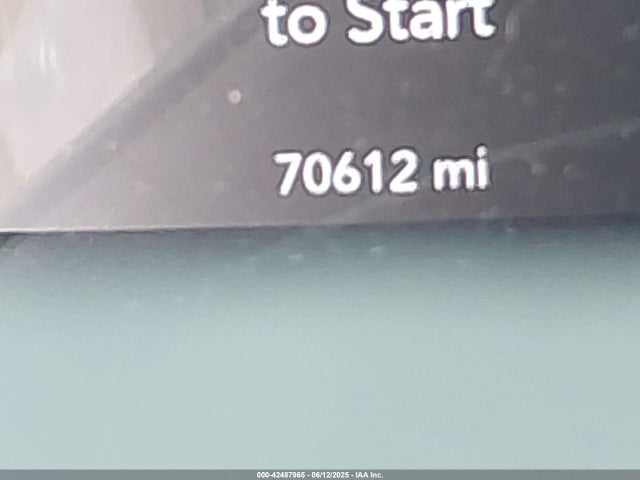 to Start
70612 mi
000-42487965 - 06/12/2025 - IAA Inc.